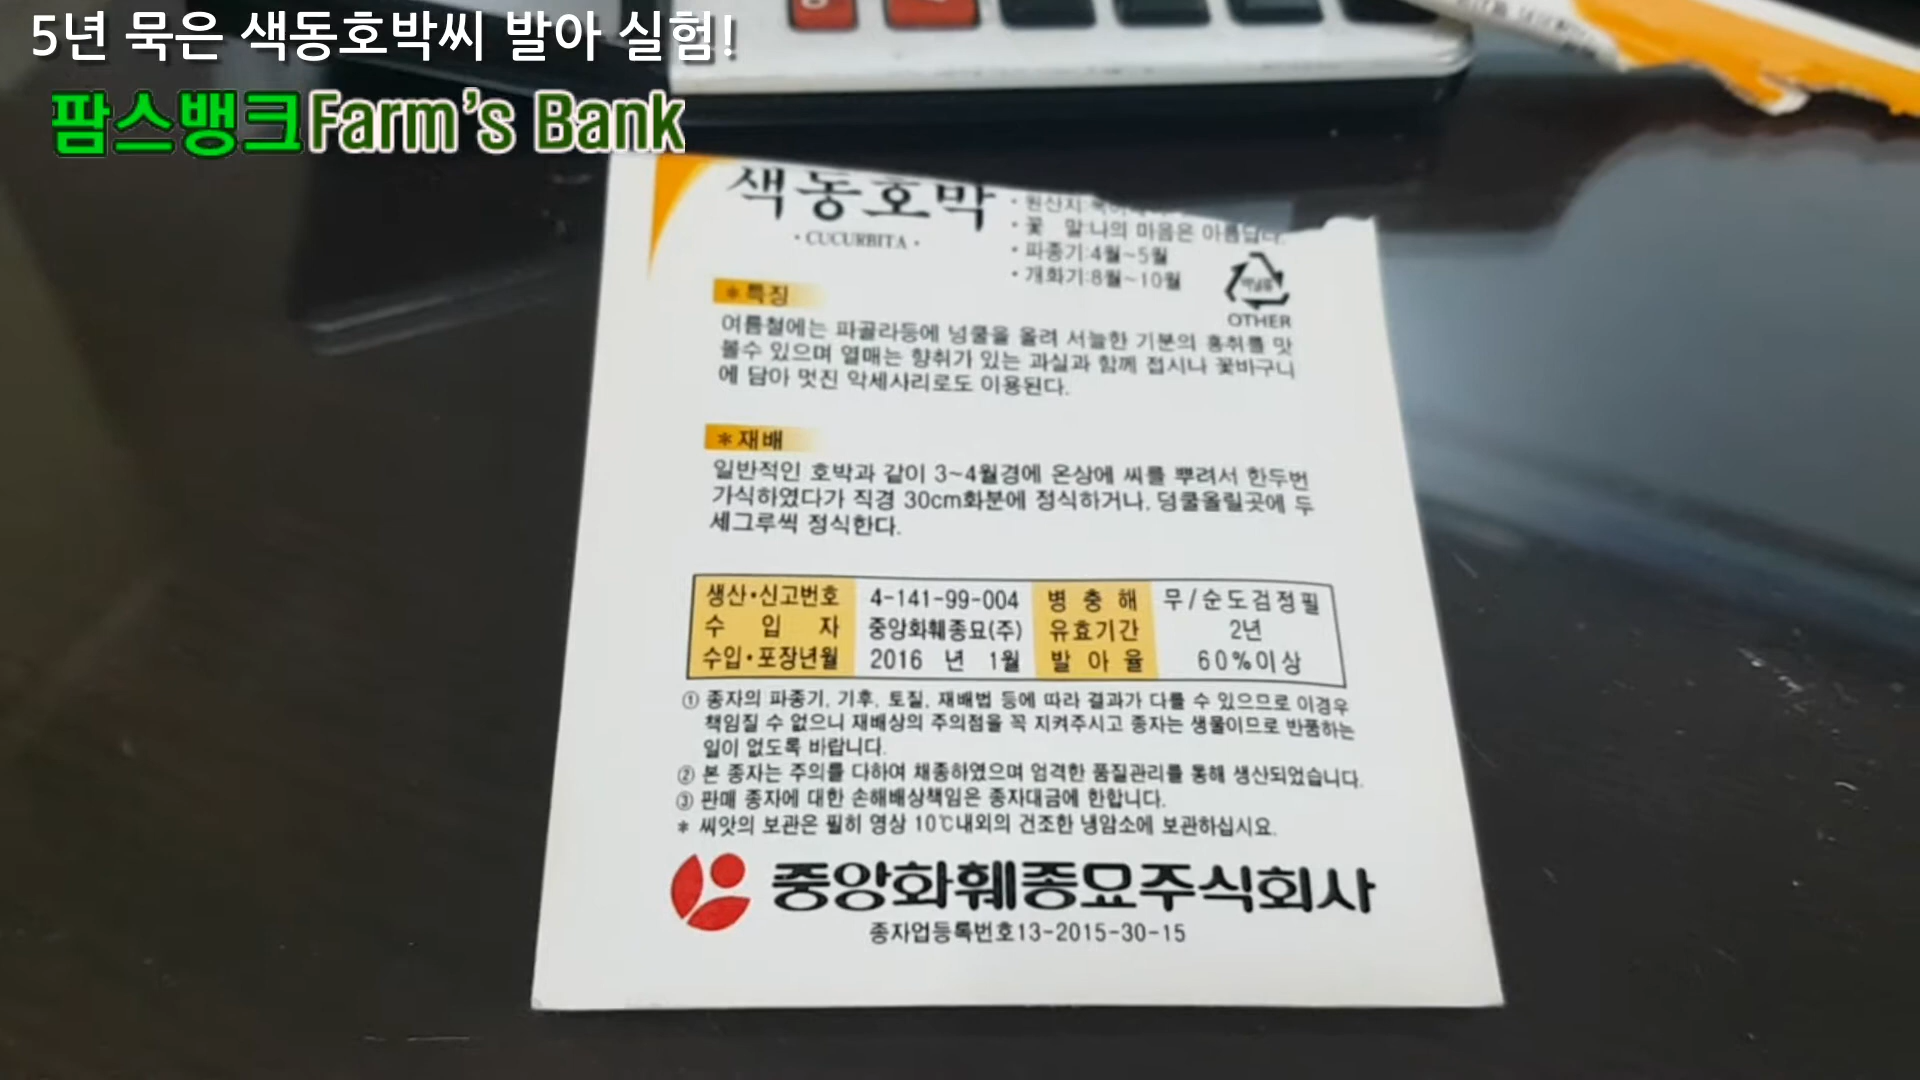 5년 묵은 색동호박씨 발아 실험!
팜스뱅크Farm's Bank
색동호박
· CUCURBITA ·
· 원산지:
· 꽃 말:나의 마음은 아름답다.
· 파종기:4월~5월
· 개화기:8월~10월
OTHER
* 특징
여름철에는 파골라등에 넝쿨을 올려 서늘한 기분의 흥취를 맛
볼수 있으며 열매는 향취가 있는 과실과 함께 접시나 꽃바구니
에 담아 멋진 악세사리로도 이용된다.
* 재배
일반적인 호박과 같이 3~4월경에 온상에 씨를 뿌려서 한두번
가식하였다가 직경 30cm화분에 정식하거나, 덩쿨올릴곳에 두
세그루씩 정식한다.
생산·신고번호 4-141-99-004 병 충 해 무/순도검정필
수 입 자 중앙화훼종묘(주) 유효기간 2년
수입·포장년월 2016 년 1월 발 아 율 60%이상
① 종자의 파종기, 기후, 토질, 재배법 등에 따라 결과가 다를 수 있으므로 이경우
책임질 수 없으니 재배상의 주의점을 꼭 지켜주시고 종자는 생물이므로 반품하는
일이 없도록 바랍니다.
② 본 종자는 주의를 다하여 채종하였으며 엄격한 품질관리를 통해 생산되었습니다.
③ 판매 종자에 대한 손해배상책임은 종자대금에 한합니다.
* 씨앗의 보관은 필히 영상 10℃내외의 건조한 냉암소에 보관하십시요.
중앙화훼종묘주식회사
종자업등록번호13-2015-30-15